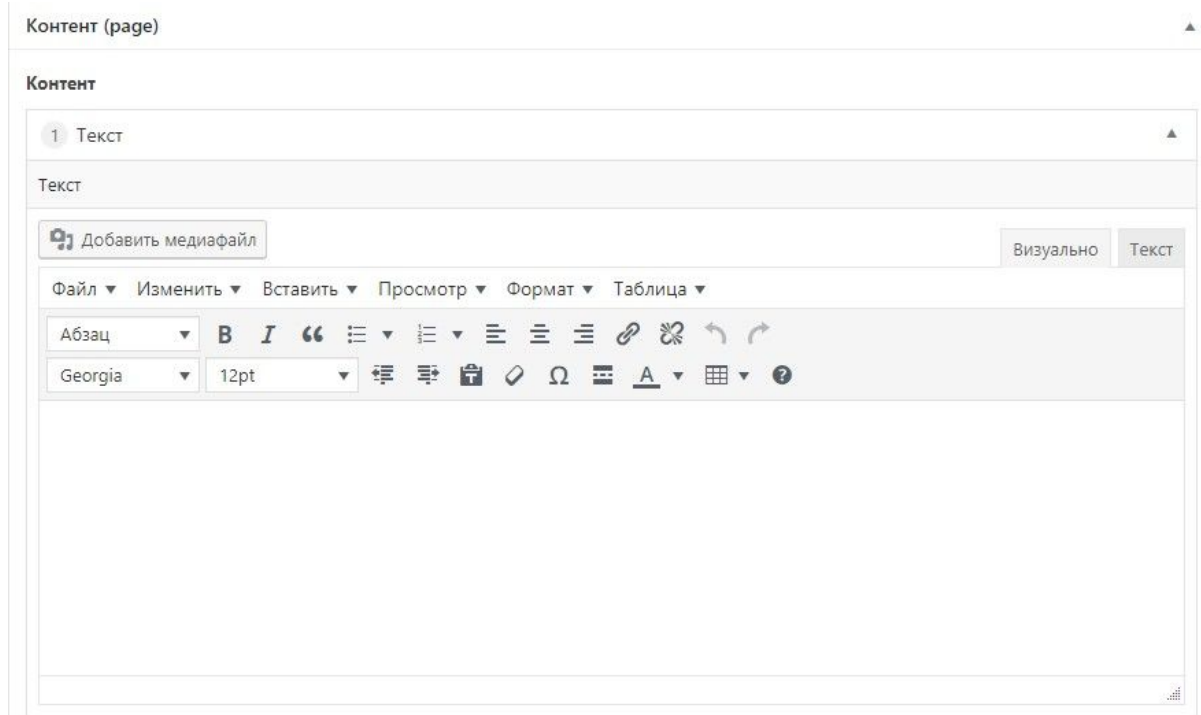 Контент (page)
Контент
1 Текст
Текст
Добавить медиафайл
Визуально Текст
Файл Изменить Вставить Просмотр Формат Таблица
Абзац B I
Georgia 12pt Ω A ?